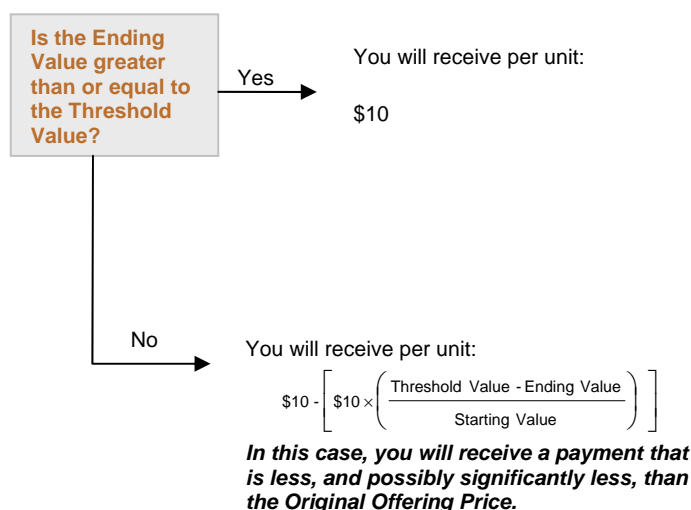 Is the Ending
Value greater
than or equal to
the Threshold
Value?
Yes
You will receive per unit:
$10
No
You will receive per unit:
$10 - [ $10 × ( Threshold Value - Ending Value / Starting Value ) ]
In this case, you will receive a payment that
is less, and possibly significantly less, than
the Original Offering Price.